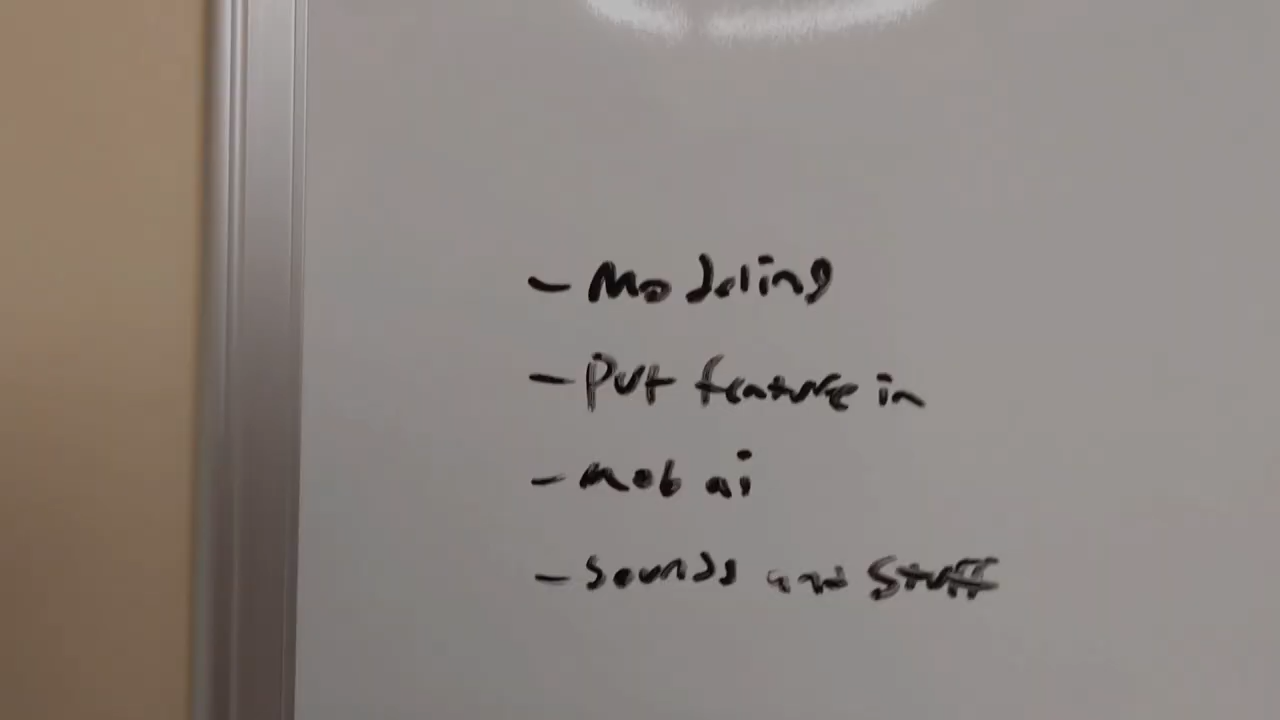 - Modeling
- Put feature in
- mob ai
- Sounds and Stuff